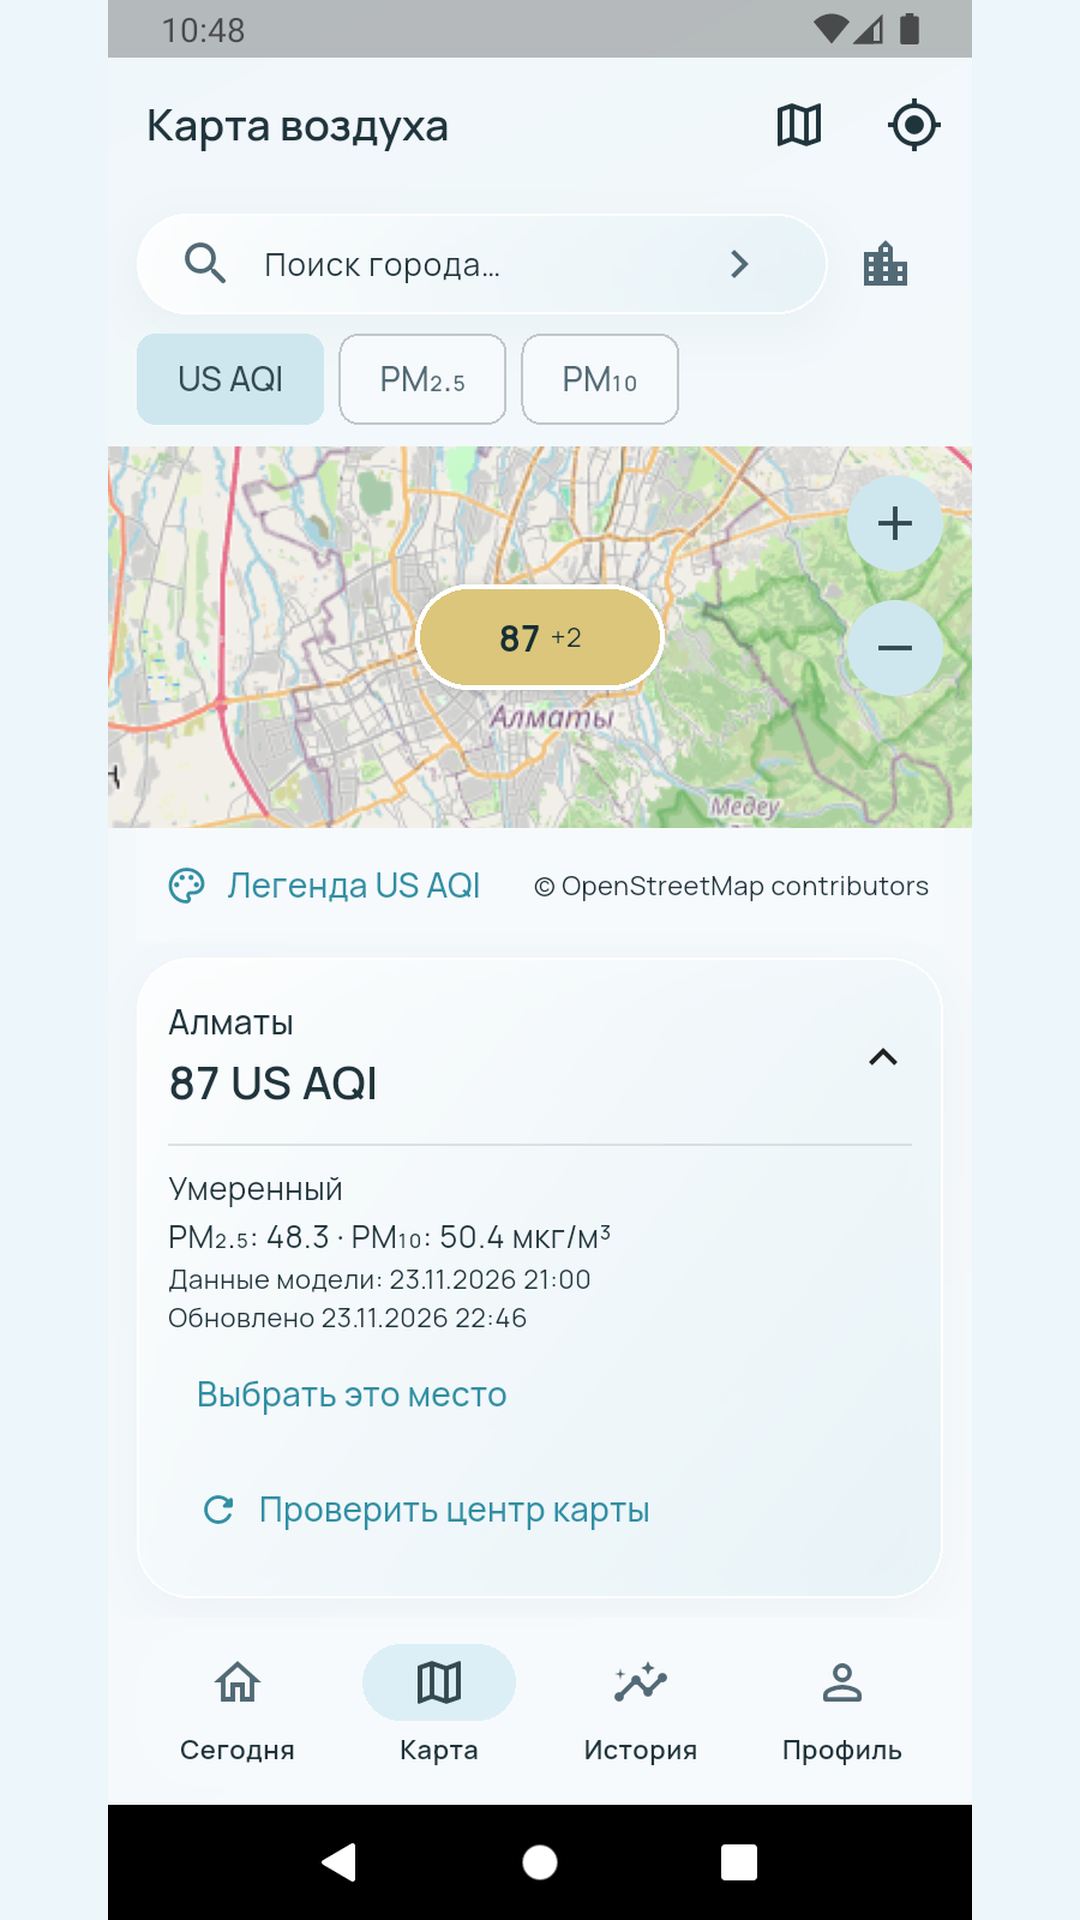 10:48
Карта воздуха
Поиск города...
US AQI
PM₂.₅
PM₁₀
87 +2
Алматы
Медеу
Легенда US AQI
© OpenStreetMap contributors
Алматы
87 US AQI
Умеренный
PM₂.₅: 48.3 · PM₁₀: 50.4 мкг/м³
Данные модели: 23.11.2026 21:00
Обновлено 23.11.2026 22:46
Выбрать это место
Проверить центр карты
Сегодня
Карта
История
Профиль